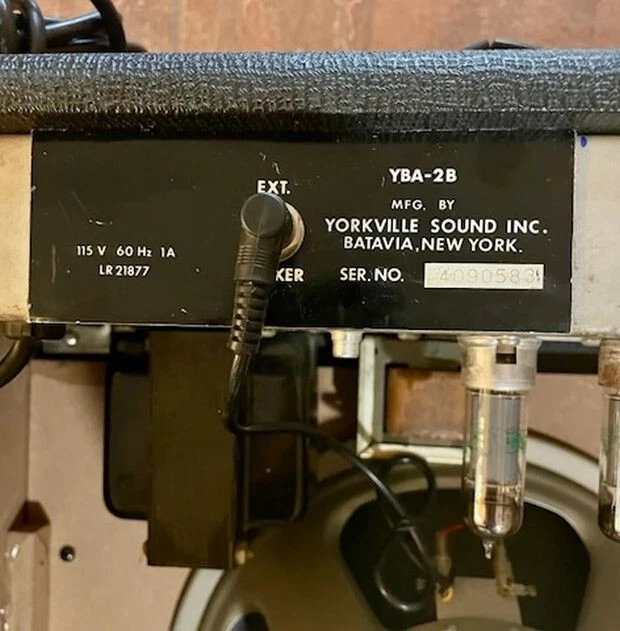 EXT.
KER
115 V 60 Hz 1A
LR 21877
YBA-2B
MFG. BY
YORKVILLE SOUND INC.
BATAVIA, NEW YORK.
SER. NO. 4090583